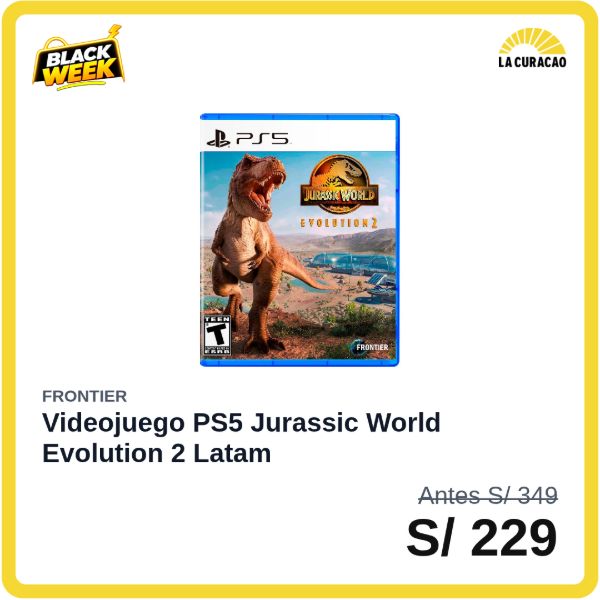 BLACK
WEEK
LA CURACAO
PS5
JURASSIC WORLD
EVOLUTION 2
TEEN
T
ESRB
FRONTIER
FRONTIER
Videojuego PS5 Jurassic World
Evolution 2 Latam
Antes S/ 349
S/ 229